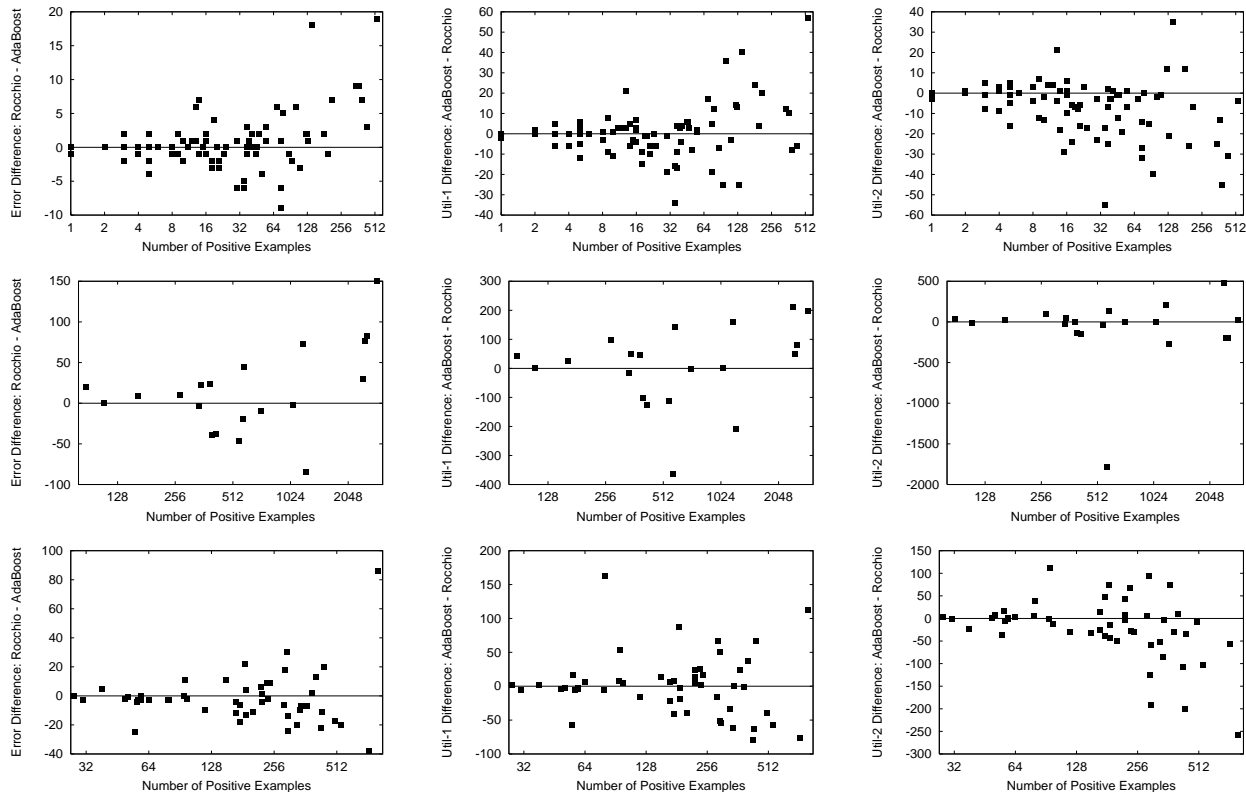 Error Difference: Rocchio - AdaBoost
20
15
10
5
0
-5
-10
1 2 4 8 16 32 64 128 256 512
Number of Positive Examples
Util-1 Difference: AdaBoost - Rocchio
60
50
40
30
20
10
0
-10
-20
-30
-40
1 2 4 8 16 32 64 128 256 512
Number of Positive Examples
Util-2 Difference: AdaBoost - Rocchio
40
30
20
10
0
-10
-20
-30
-40
-50
-60
1 2 4 8 16 32 64 128 256 512
Number of Positive Examples
Error Difference: Rocchio - AdaBoost
150
100
50
0
-50
-100
128 256 512 1024 2048
Number of Positive Examples
Util-1 Difference: AdaBoost - Rocchio
300
200
100
0
-100
-200
-300
-400
128 256 512 1024 2048
Number of Positive Examples
Util-2 Difference: AdaBoost - Rocchio
500
0
-500
-1000
-1500
-2000
128 256 512 1024 2048
Number of Positive Examples
Error Difference: Rocchio - AdaBoost
100
80
60
40
20
0
-20
-40
32 64 128 256 512
Number of Positive Examples
Util-1 Difference: AdaBoost - Rocchio
200
150
100
50
0
-50
-100
32 64 128 256 512
Number of Positive Examples
Util-2 Difference: AdaBoost - Rocchio
150
100
50
0
-50
-100
-150
-200
-250
-300
32 64 128 256 512
Number of Positive Examples